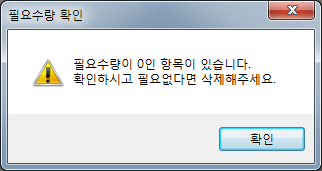 필요수량 확인
필요수량이 0인 항목이 있습니다.
확인하시고 필요없다면 삭제해주세요.
확인